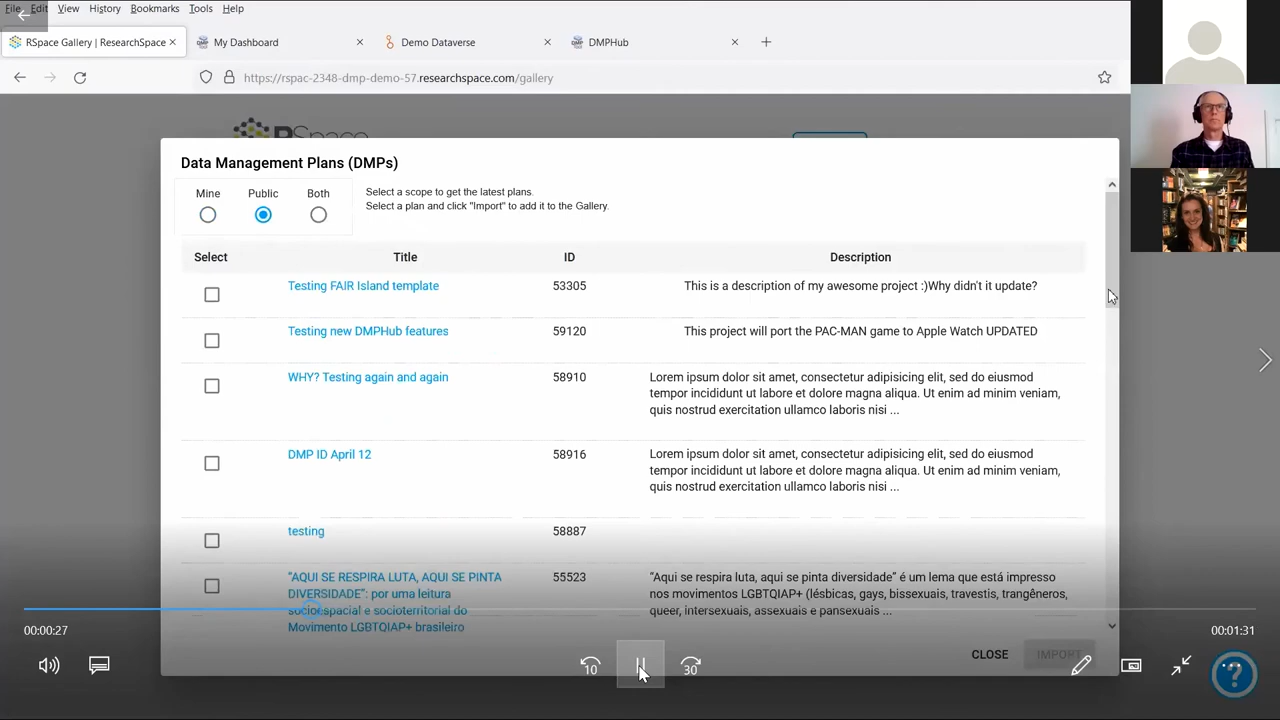 File Edit View History Bookmarks Tools Help
RSpace Gallery | ResearchSpace
My Dashboard
Demo Dataverse
DMPHub
https://rspac-2348-dmp-demo-57.researchspace.com/gallery
RSpace
Data Management Plans (DMPs)
Mine Public Both
Select a scope to get the latest plans.
Select a plan and click "Import" to add it to the Gallery.
Select Title ID Description
Testing FAIR Island template 53305 This is a description of my awesome project :)Why didn't it update?
Testing new DMPHub features 59120 This project will port the PAC-MAN game to Apple Watch UPDATED
WHY? Testing again and again 58910 Lorem ipsum dolor sit amet, consectetur adipisicing elit, sed do eiusmod
tempor incididunt ut labore et dolore magna aliqua. Ut enim ad minim veniam,
quis nostrud exercitation ullamco laboris nisi ...
DMP ID April 12 58916 Lorem ipsum dolor sit amet, consectetur adipisicing elit, sed do eiusmod
tempor incididunt ut labore et dolore magna aliqua. Ut enim ad minim veniam,
quis nostrud exercitation ullamco laboris nisi ...
testing 58887
"AQUI SE RESPIRA LUTA, AQUI SE PINTA 55523 "Aqui se respira luta, aqui se pinta diversidade" é um lema que está impresso
DIVERSIDADE": por uma leitura nos movimentos LGBTQIAP+ (lésbicas, gays, bissexuais, travestis, trangêneros,
socioespacial e socioterritorial do queer, intersexuais, assexuais e pansexuais ...
Movimento LGBTQIAP+ brasileiro
00:00:27
00:01:31
CLOSE IMPORT
10
30
?